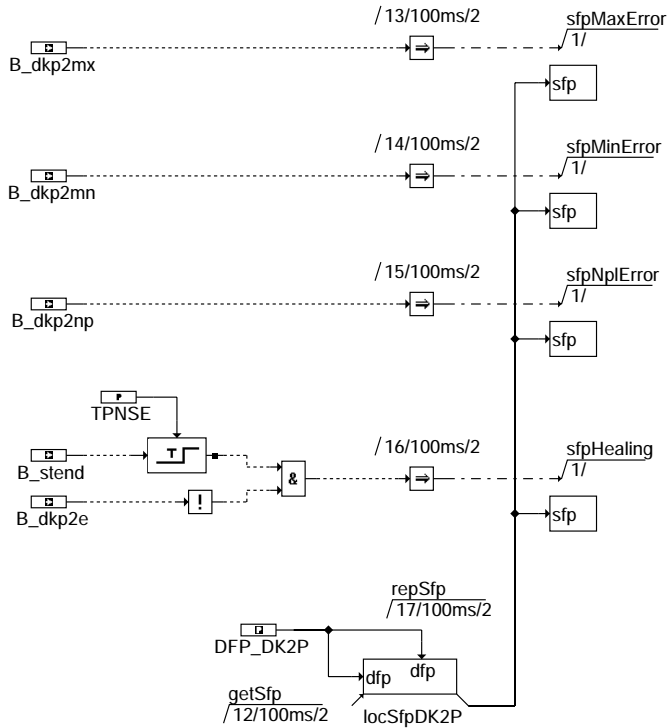 /13/100ms/2
sfpMaxError
1/
B_dkp2mx
sfp
/14/100ms/2
sfpMinError
1/
B_dkp2mn
sfp
/15/100ms/2
sfpNplError
1/
B_dkp2np
sfp
P
TPNSE
T
/16/100ms/2
sfpHealing
1/
B_stend
&
!
B_dkp2e
sfp
repSfp
/17/100ms/2
DFP_DK2P
dfp
dfp
getSfp
/12/100ms/2
locSfpDK2P